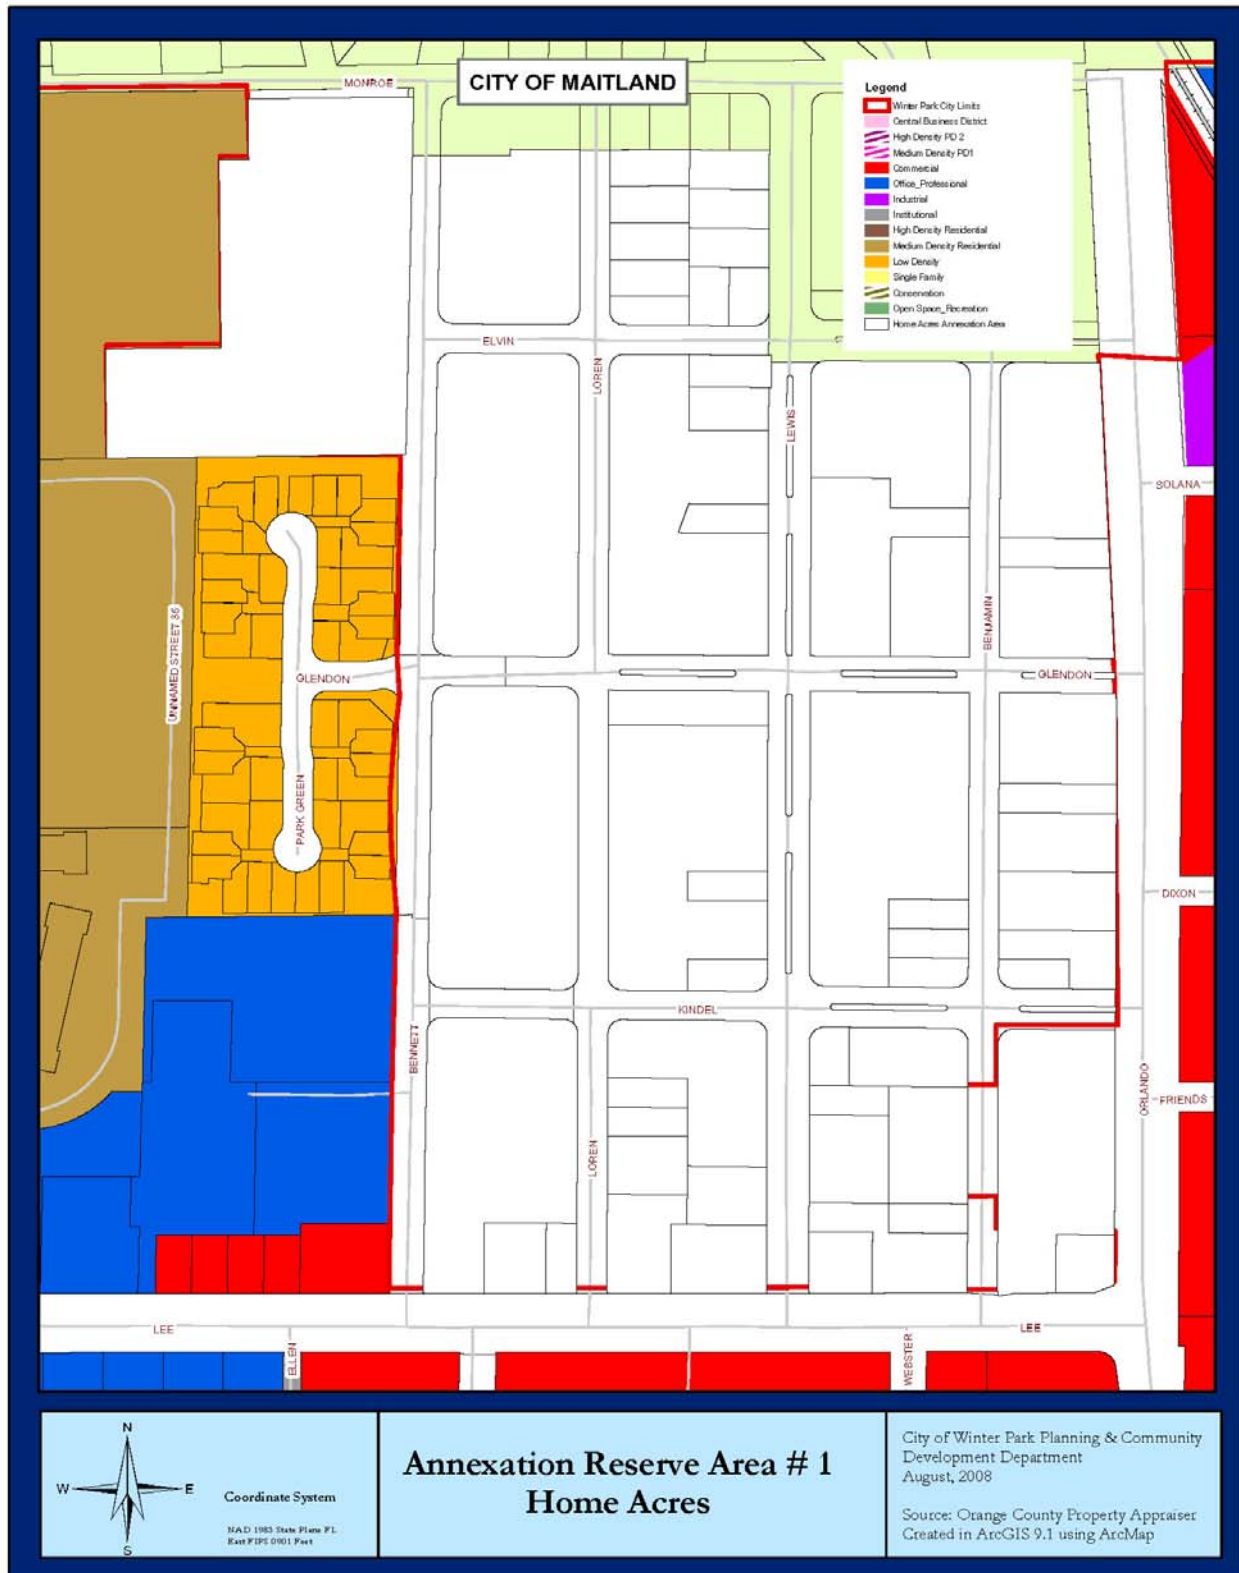 CITY OF MAITLAND
MONROE
Legend
Winter Park City Limits
Central Business District
High Density PD 2
Medium Density PD1
Commercial
Office_Professional
Industrial
Institutional
High Density Residential
Medium Density Residential
Low Density
Single Family
Conservation
Open Space_Recreation
Home Acres Annexation Area
ELVIN
LOREN
LEWIS
SOLANA
BENJAMIN
UNNAMED STREET 35
GLENDON
GLENDON
PARK GREEN
DIXON
KINDEL
BENNETT
ORLANDO
FRIENDS
LOREN
LEE
LEE
ELLEN
WEBSTER
N
W
E
S
Coordinate System
NAD 1983 State Plane FL
East FIPS 0901 Feet
Annexation Reserve Area # 1
Home Acres
City of Winter Park Planning & Community
Development Department
August, 2008
Source: Orange County Property Appraiser
Created in ArcGIS 9.1 using ArcMap